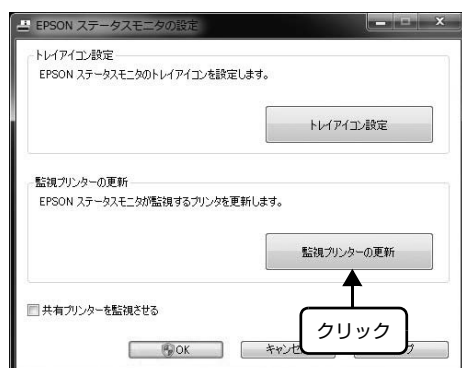 EPSON ステータスモニタの設定
トレイアイコン設定
EPSON ステータスモニタのトレイアイコンを設定します。
トレイアイコン設定
監視プリンターの更新
EPSON ステータスモニタが監視するプリンタを更新します。
監視プリンターの更新
共有プリンターを監視させる
クリック
OK